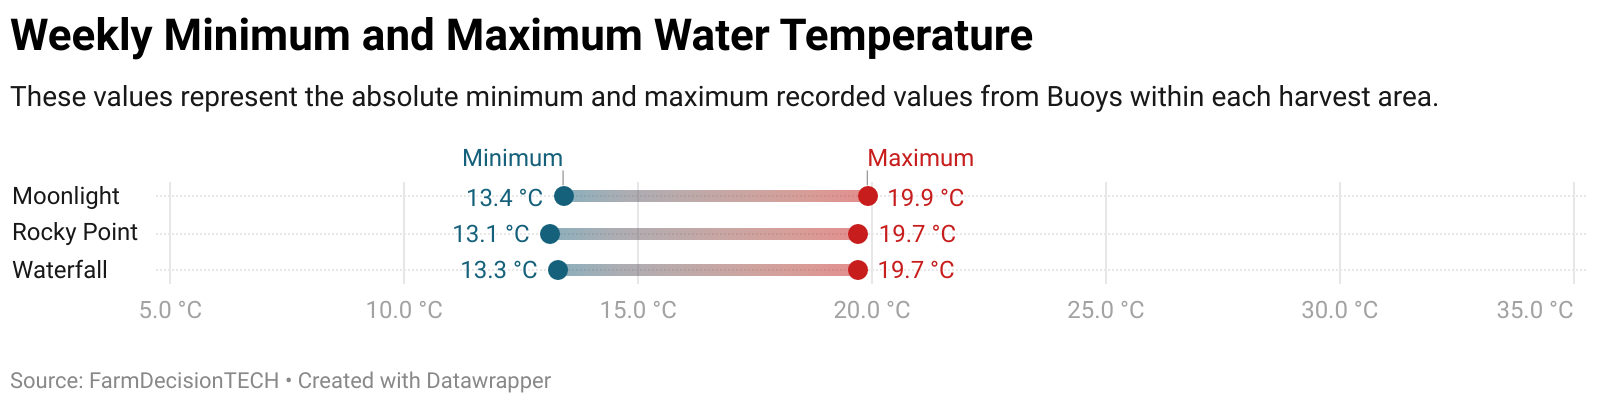 Weekly Minimum and Maximum Water Temperature
These values represent the absolute minimum and maximum recorded values from Buoys within each harvest area.
Minimum Maximum
Moonlight 13.4 °C 19.9 °C
Rocky Point 13.1 °C 19.7 °C
Waterfall 13.3 °C 19.7 °C
5.0 °C 10.0 °C 15.0 °C 20.0 °C 25.0 °C 30.0 °C 35.0 °C
Source: FarmDecisionTECH • Created with Datawrapper